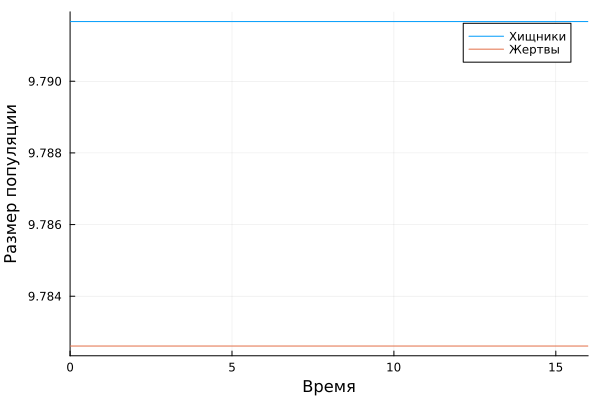 Хищники
Жертвы
9.790
9.788
9.786
9.784
Размер популяции
0 5 10 15
Время